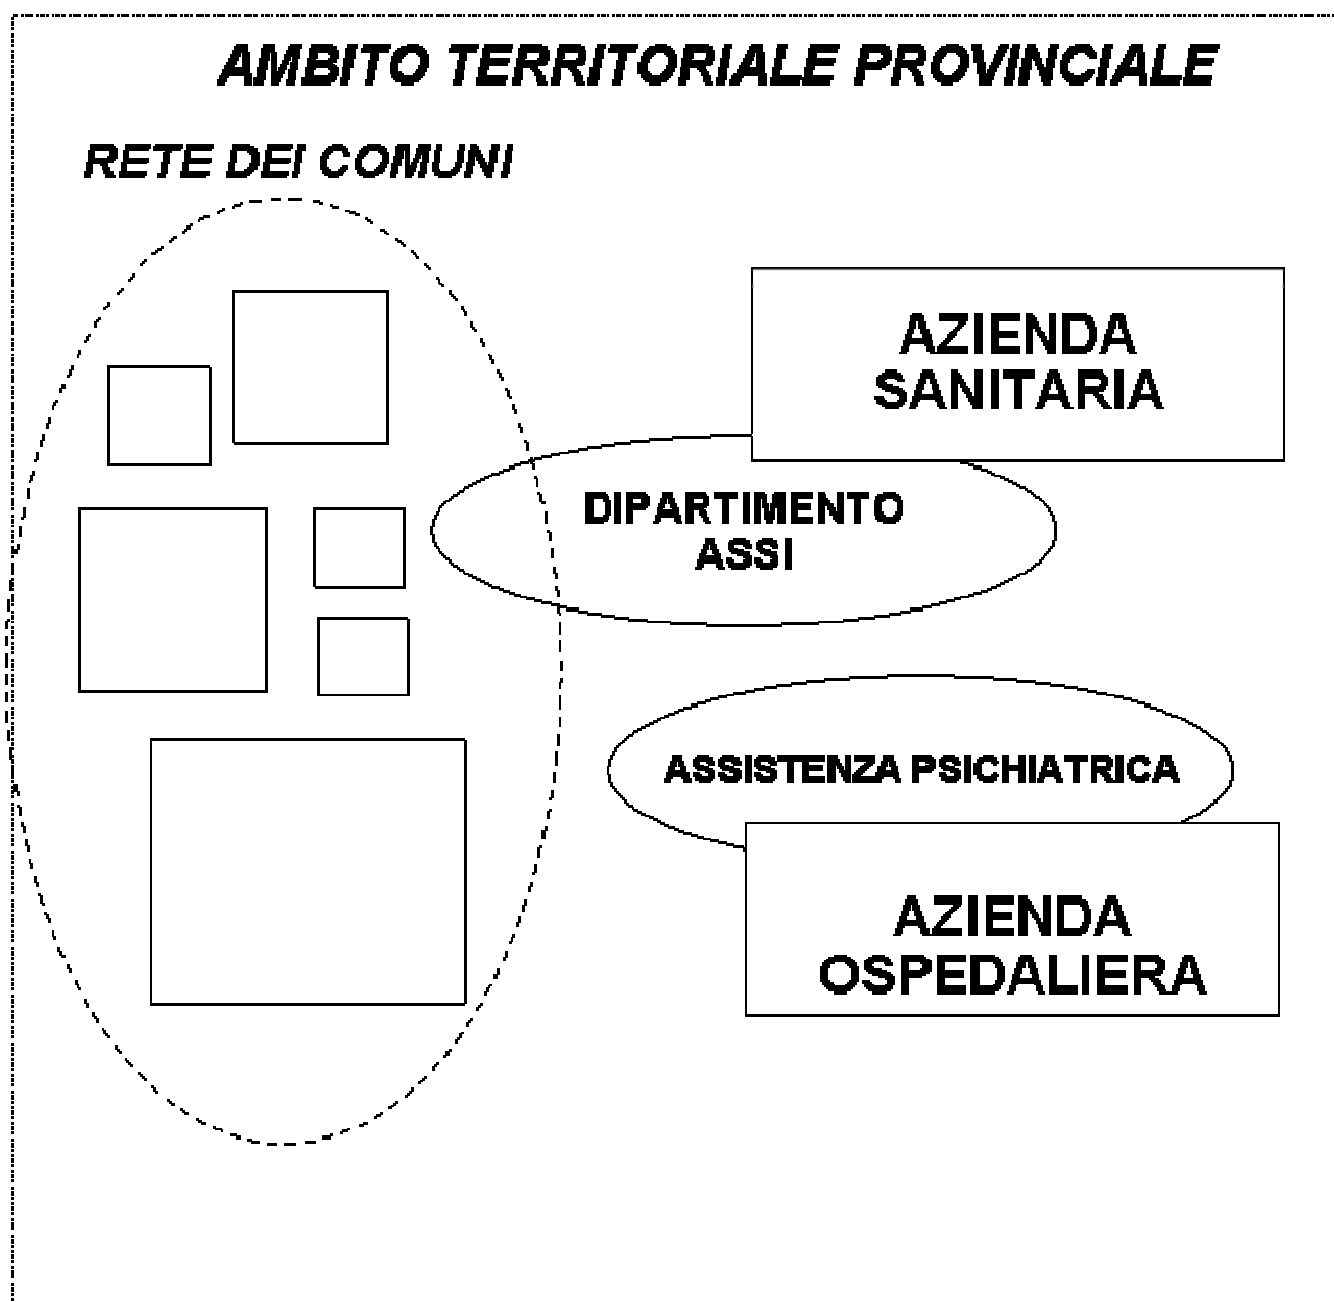 AMBITO TERRITORIALE PROVINCIALE
RETE DEI COMUNI
AZIENDA
SANITARIA
DIPARTIMENTO
ASSI
ASSISTENZA PSICHIATRICA
AZIENDA
OSPEDALIERA